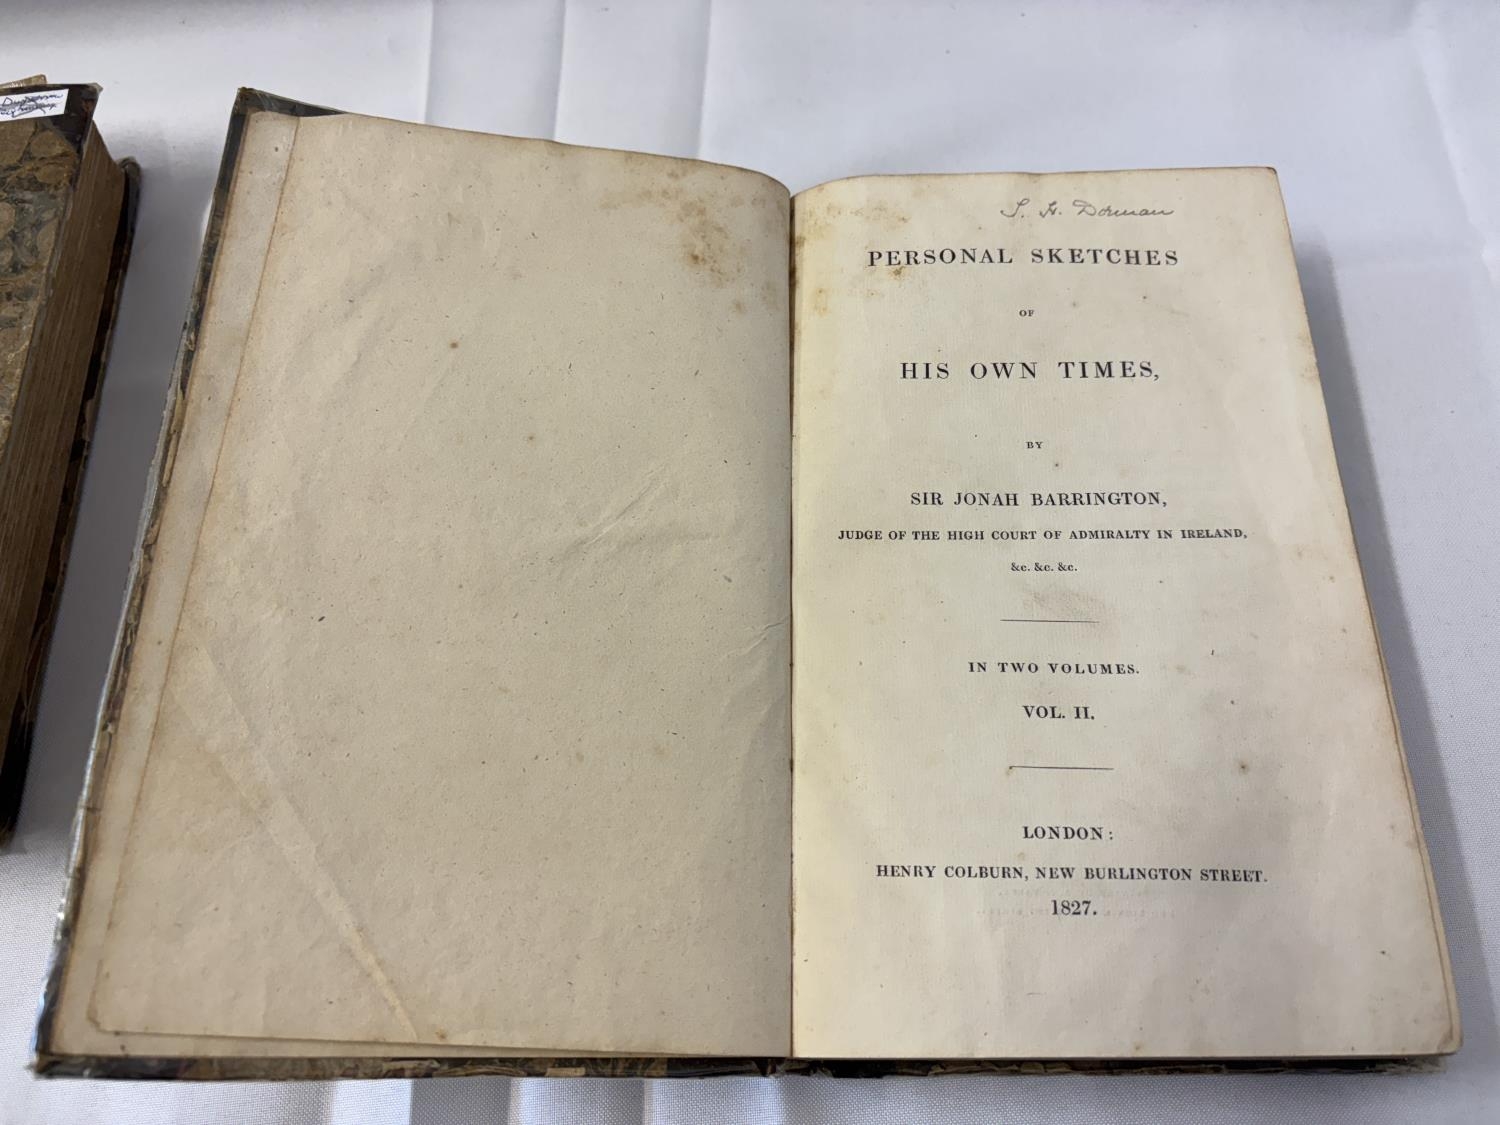 S. H. Dorman
PERSONAL SKETCHES
OF
HIS OWN TIMES,
BY
SIR JONAH BARRINGTON,
JUDGE OF THE HIGH COURT OF ADMIRALTY IN IRELAND,
&c. &c. &c.
IN TWO VOLUMES.
VOL. II.
LONDON:
HENRY COLBURN, NEW BURLINGTON STREET.
1827.